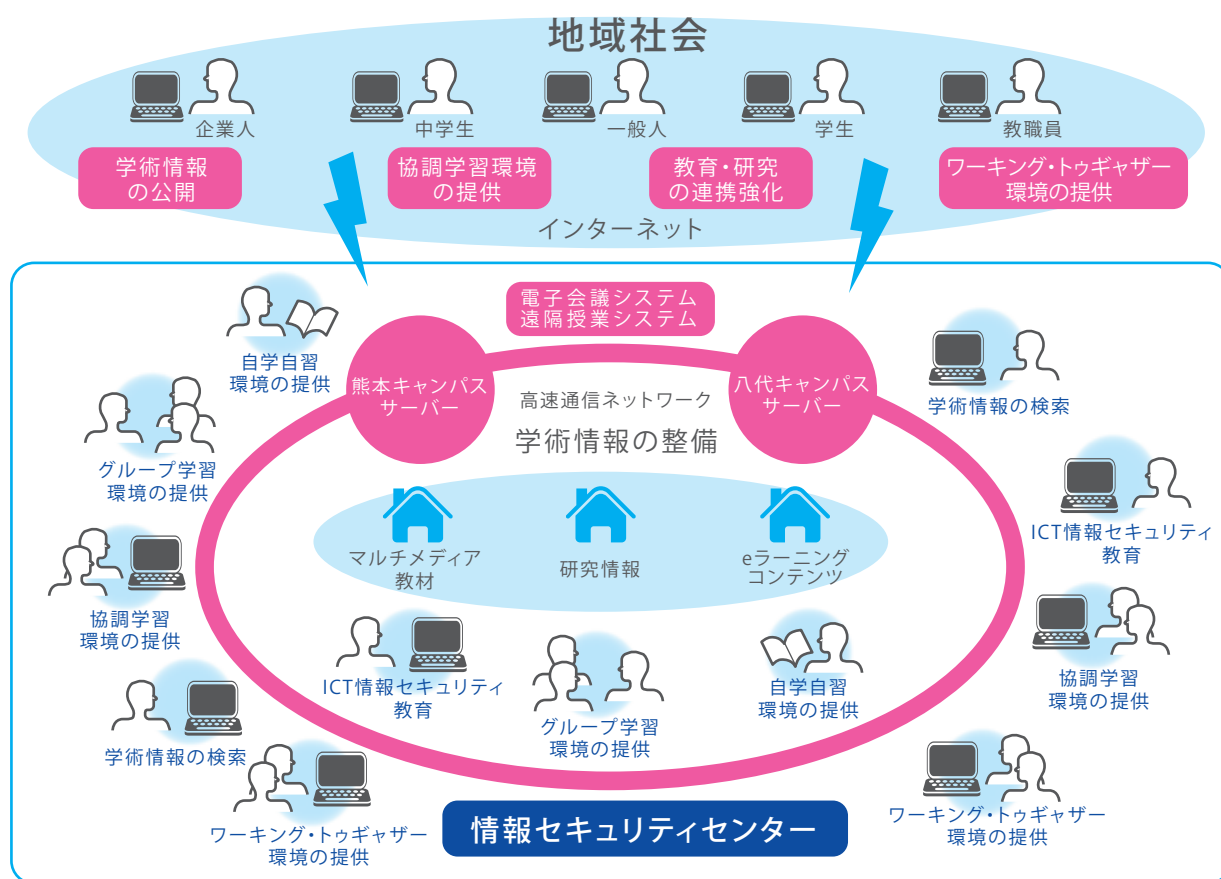 地域社会
企業人
中学生
一般人
学生
教職員
学術情報
の公開
協調学習環境
の提供
教育・研究
の連携強化
ワーキング・トゥギャザー
環境の提供
インターネット
電子会議システム
遠隔授業システム
自学自習
環境の提供
熊本キャンパス
サーバー
八代キャンパス
サーバー
高速通信ネットワーク
学術情報の整備
学術情報の検索
グループ学習
環境の提供
ICT情報セキュリティ
教育
マルチメディア
教材
研究情報
eラーニング
コンテンツ
協調学習
環境の提供
ICT情報セキュリティ
教育
グループ学習
環境の提供
自学自習
環境の提供
協調学習
環境の提供
学術情報の検索
ワーキング・トゥギャザー
環境の提供
情報セキュリティセンター
ワーキング・トゥギャザー
環境の提供